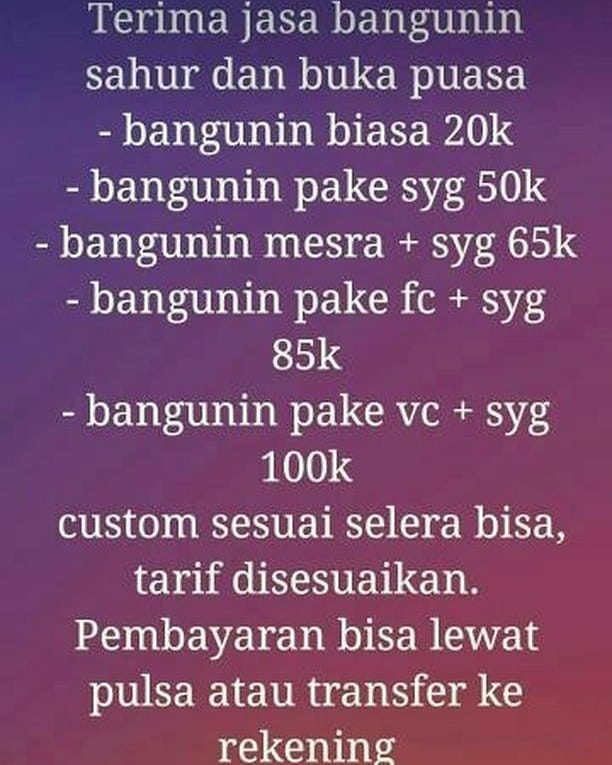 Terima jasa bangunin
sahur dan buka puasa
- bangunin biasa 20k
- bangunin pake syg 50k
- bangunin mesra + syg 65k
- bangunin pake fc + syg
85k
- bangunin pake vc + syg
100k
custom sesuai selera bisa,
tarif disesuaikan.
Pembayaran bisa lewat
pulsa atau transfer ke
rekening